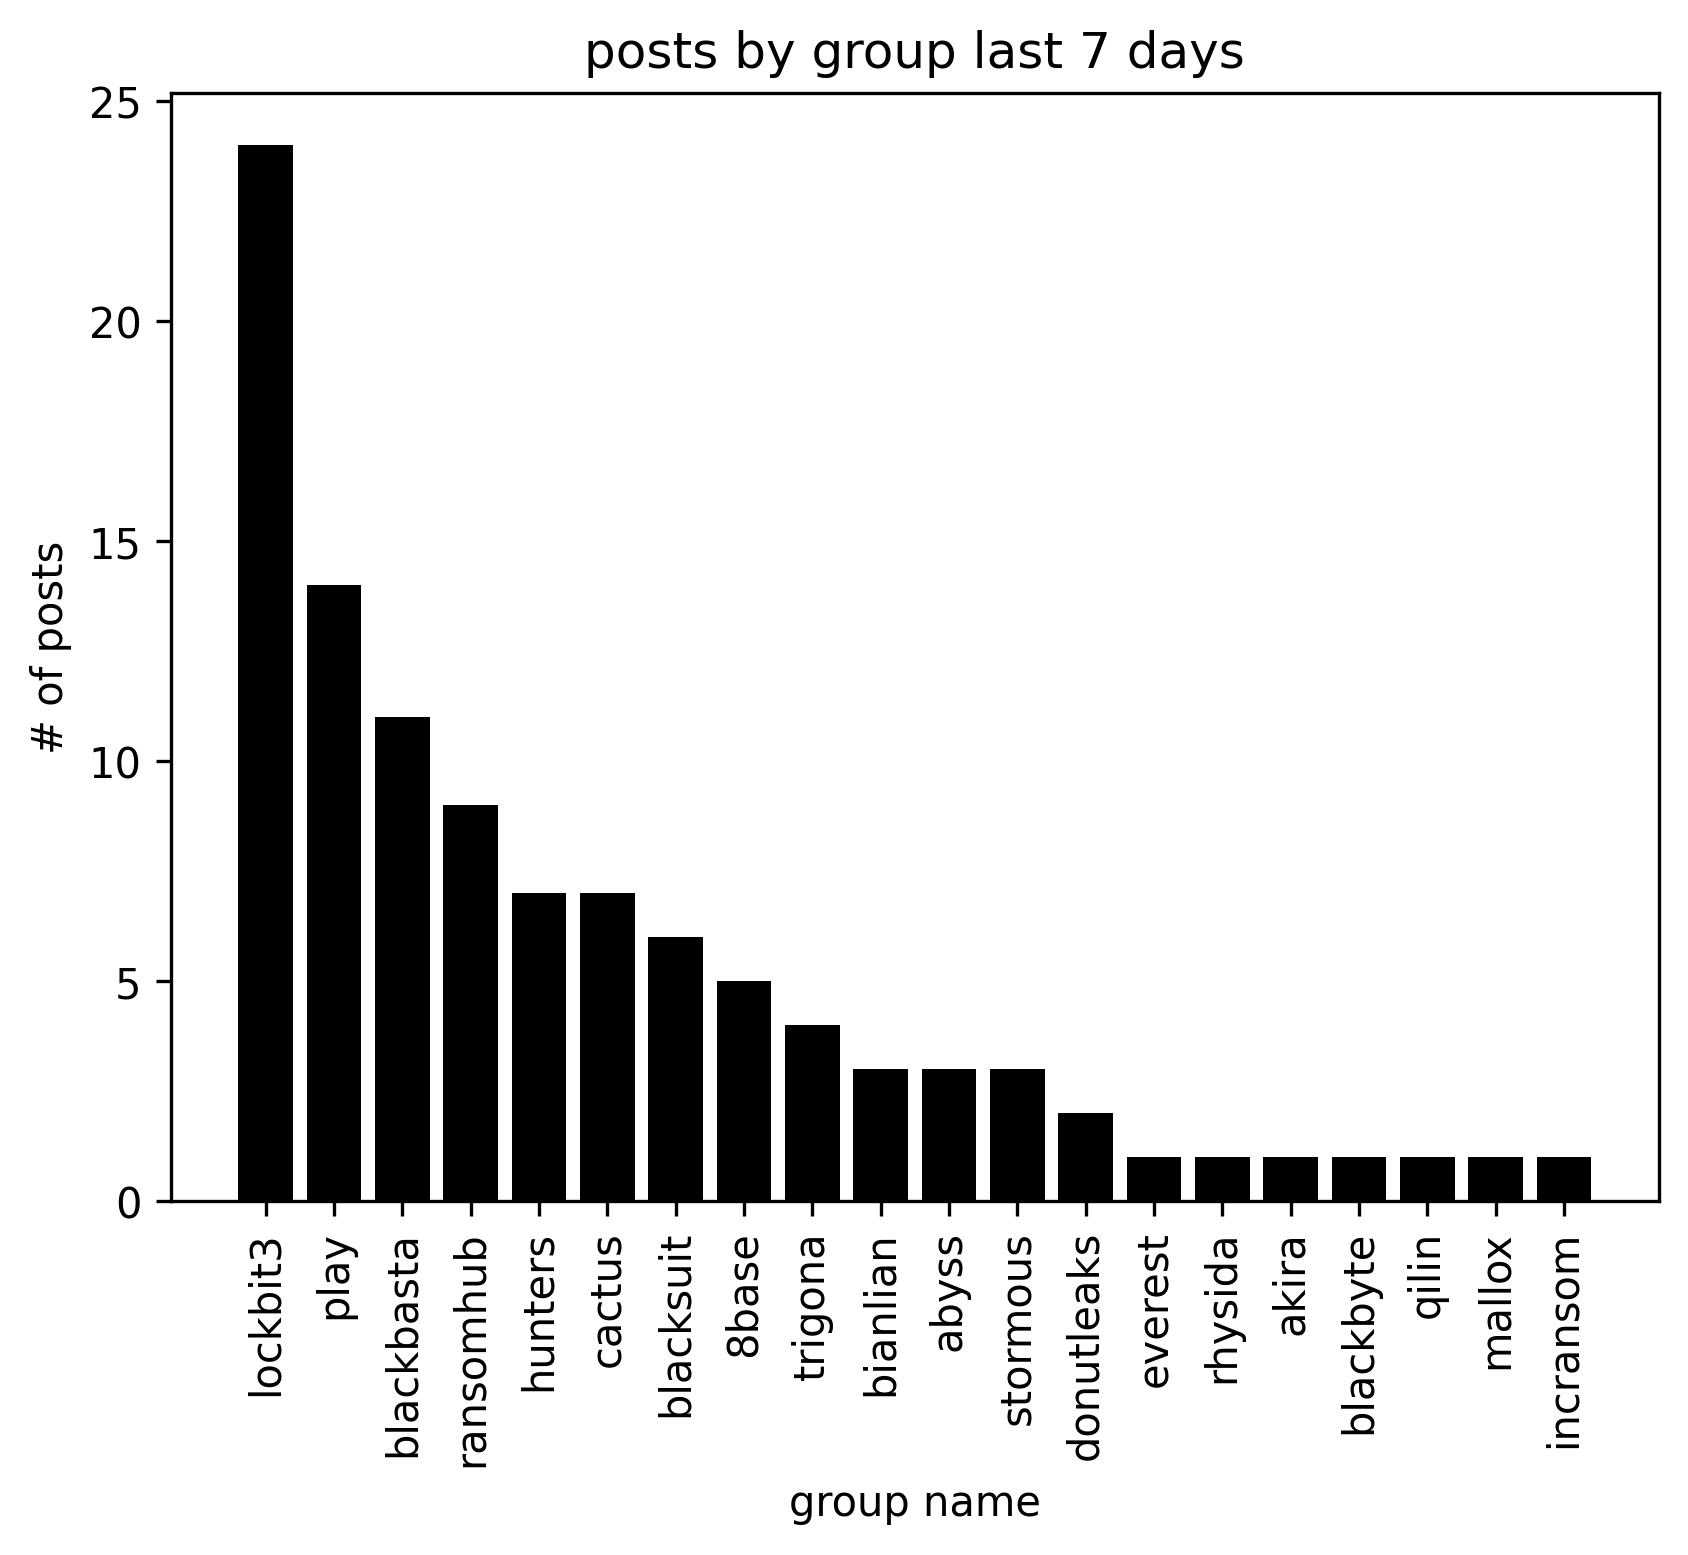 posts by group last 7 days
# of posts
25
20
15
10
5
0
lockbit3
play
blackbasta
ransomhub
hunters
cactus
blacksuit
8base
trigona
bianlian
abyss
stormous
donutleaks
everest
rhysida
akira
blackbyte
qilin
mallox
incransom
group name